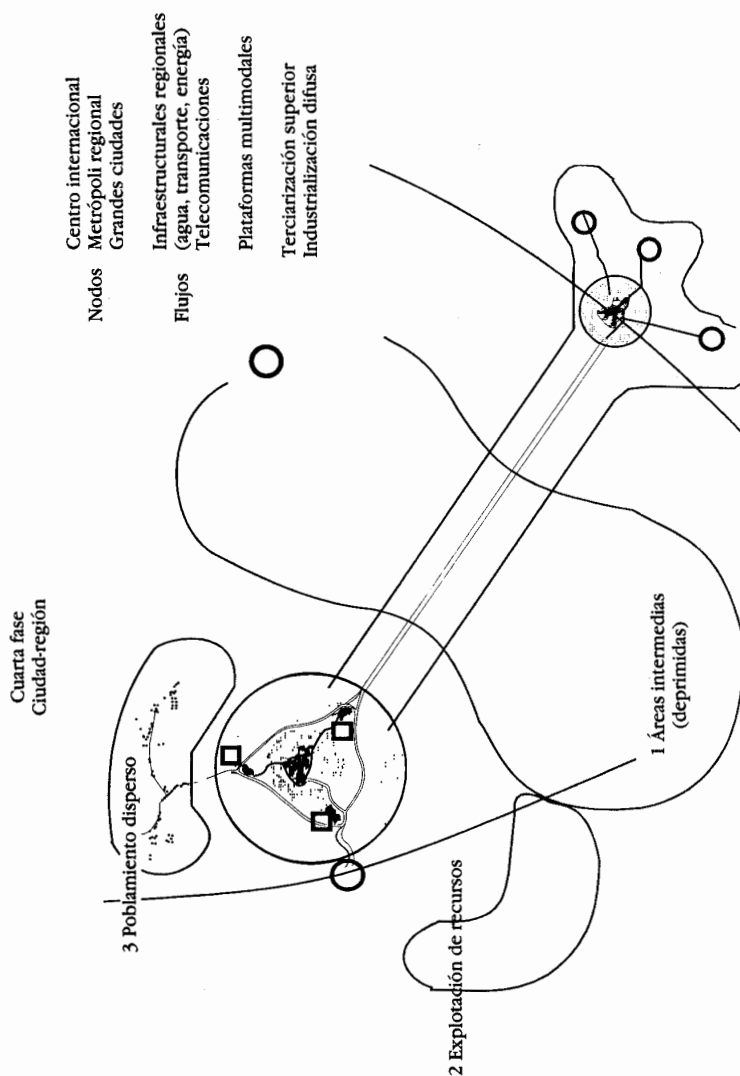 Cuarta fase
Ciudad-región
Centro internacional
Nodos Metrópoli regional
Grandes ciudades
Infraestructurales regionales
Flujos (agua, transporte, energía)
Telecomunicaciones
Plataformas multimodales
Terciarización superior
Industrialización difusa
3 Poblamiento disperso
2 Explotación de recursos
1 Áreas intermedias
(deprimidas)